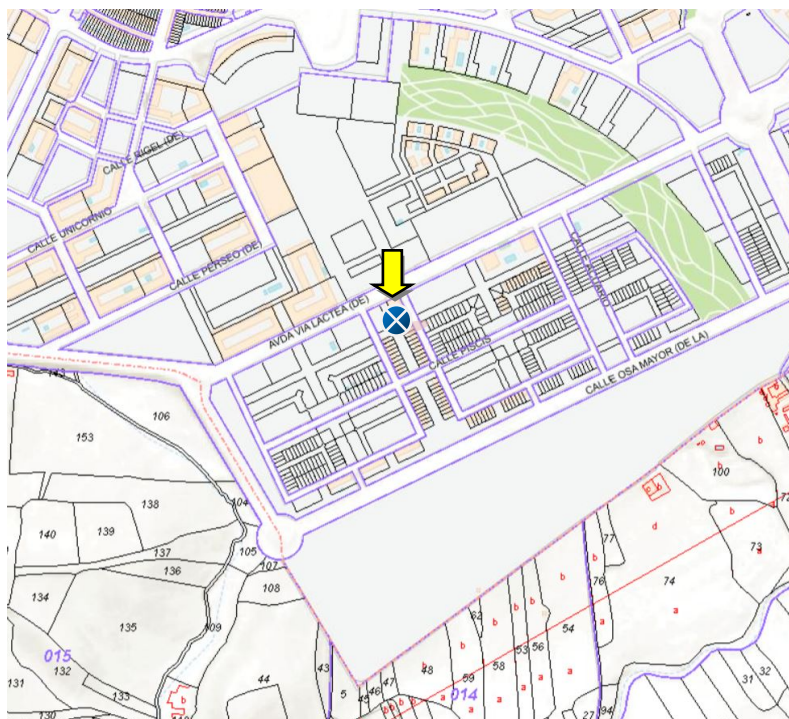 CALLE RIGEL (DE)
CALLE UNICORNIO
CALLE PERSEO (DE)
AVDA VIA LACTEA (DE)
CALLE PISCIS
CALLE OSA MAYOR (DE LA)
143
106
153
138
104
140
139
137
105
107
136
108
134
135
109
015
132
131
133
130
44
43
5
45
46
47
48
014
59
62
58
53
56
54
27
94
76
77
74
100
73
72
31
32
b
b
b
b
d
b
b
b
b
b
b
b
a
a
a
a
a
a
b